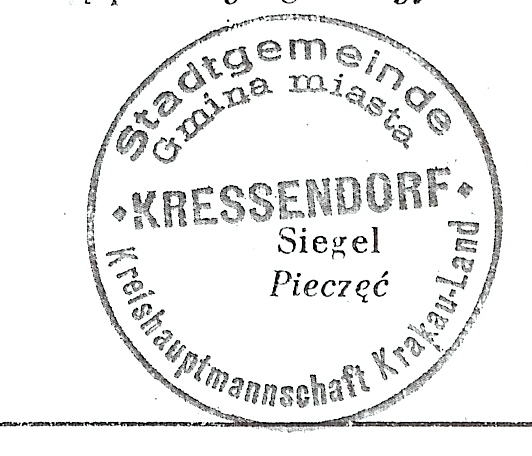 Stadtgemeinde
Gmina miasta
KRESSENDORF
Siegel
Pieczęć
Kreishauptmannschaft Krakau-Land